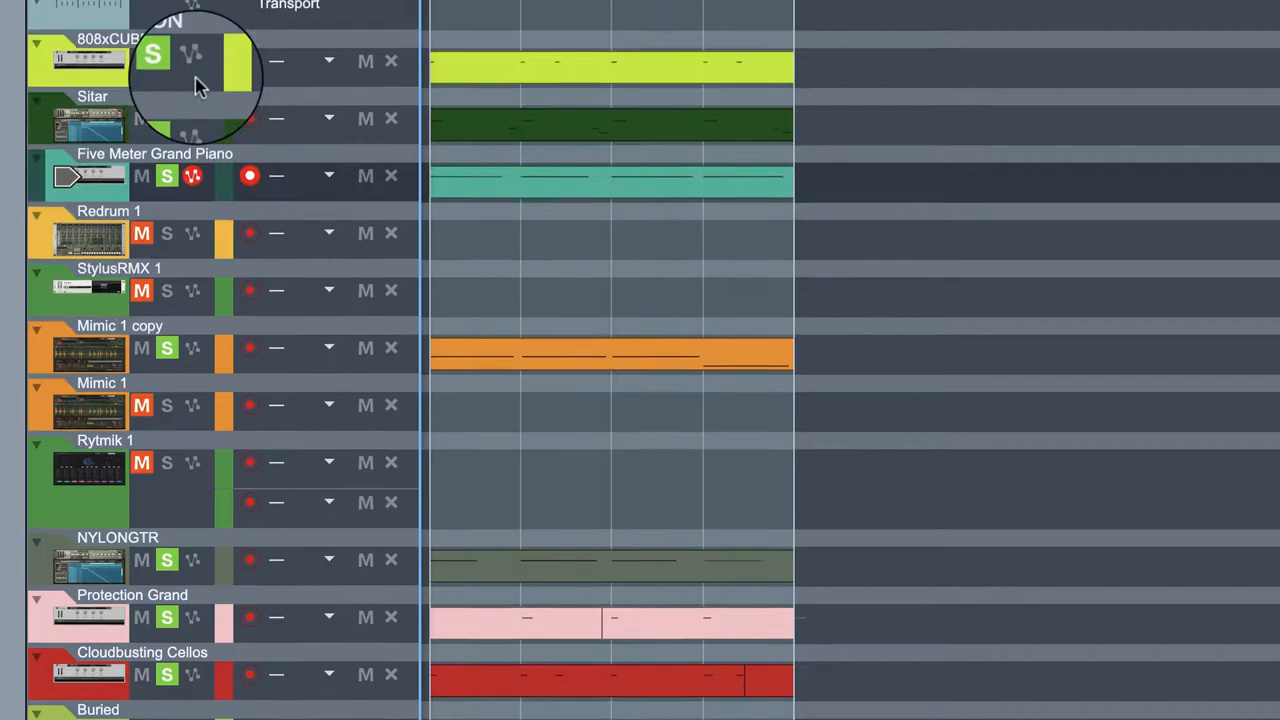 Transport
ON
808xCUB
S
M
Sitar
M
Five Meter Grand Piano
M S M
Redrum 1
M S M
StylusRMX 1
M S M
Mimic 1 copy
M S M
Mimic 1
M S M
Rytmik 1
M S M
M
NYLONGTR
M S M
Protection Grand
M S M
Cloudbusting Cellos
M S M
Buried